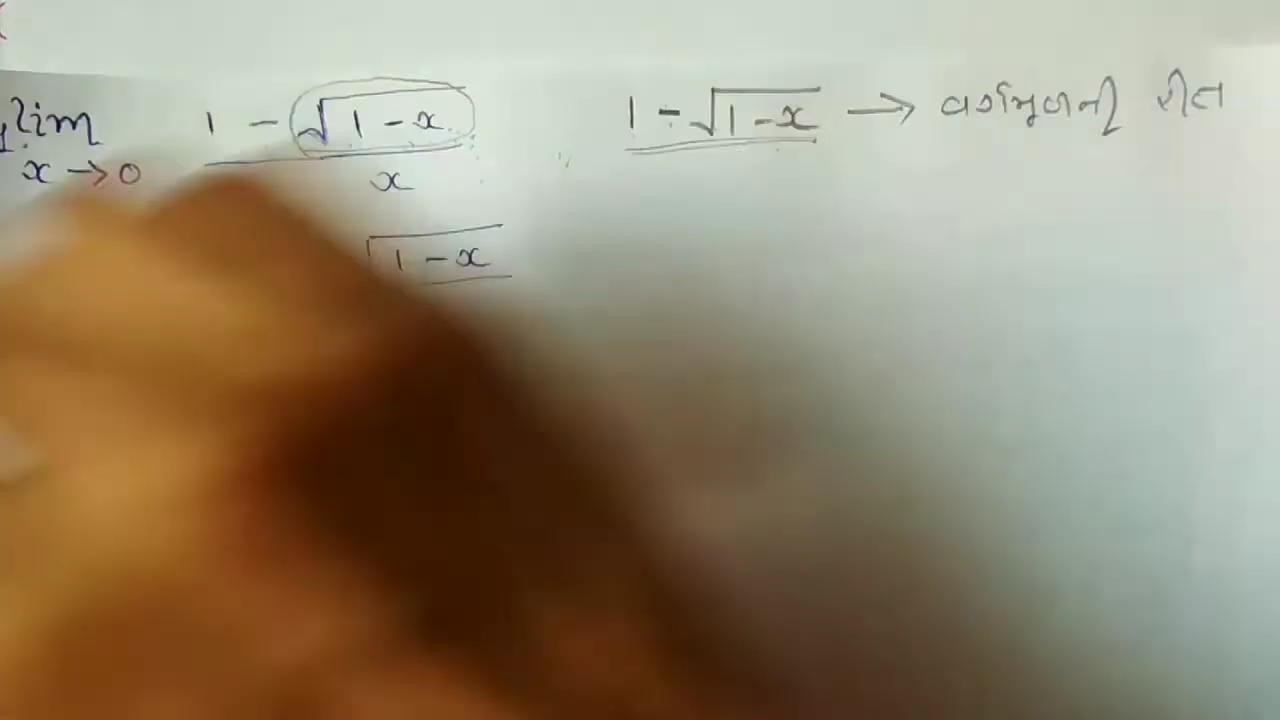 lim 1 - √1-x 1 - √1-x → વર્ગમુળની રીત
x → 0 x
√1-x